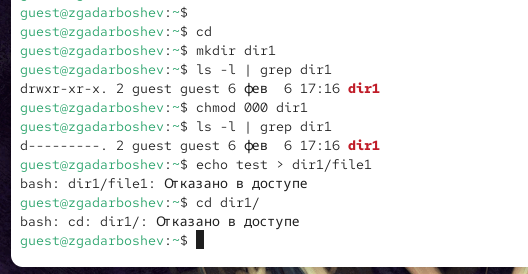 guest@zgadarboshev:~$
guest@zgadarboshev:~$ cd
guest@zgadarboshev:~$ mkdir dir1
guest@zgadarboshev:~$ ls -l | grep dir1
drwxr-xr-x. 2 guest guest 6 фев  6 17:16 dir1
guest@zgadarboshev:~$ chmod 000 dir1
guest@zgadarboshev:~$ ls -l | grep dir1
d---------. 2 guest guest 6 фев  6 17:16 dir1
guest@zgadarboshev:~$ echo test > dir1/file1
bash: dir1/file1: Отказано в доступе
guest@zgadarboshev:~$ cd dir1/
bash: cd: dir1/: Отказано в доступе
guest@zgadarboshev:~$